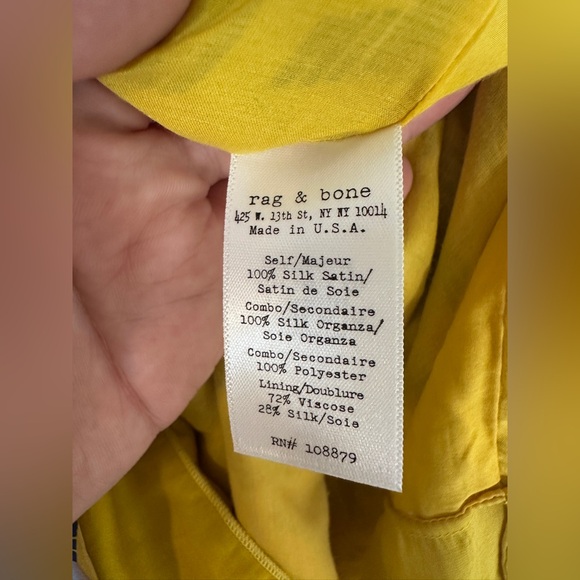 rag & bone
425 W. 13th St, NY NY 10014
Made in U.S.A.
Self/Majeur
100% Silk Satin/
Satin de Soie
Combo/Secondaire
100% Silk Organza/
Soie Organza
Combo/Secondaire
100% Polyester
Lining/Doublure
72% Viscose
28% Silk/Soie
RN# 108879